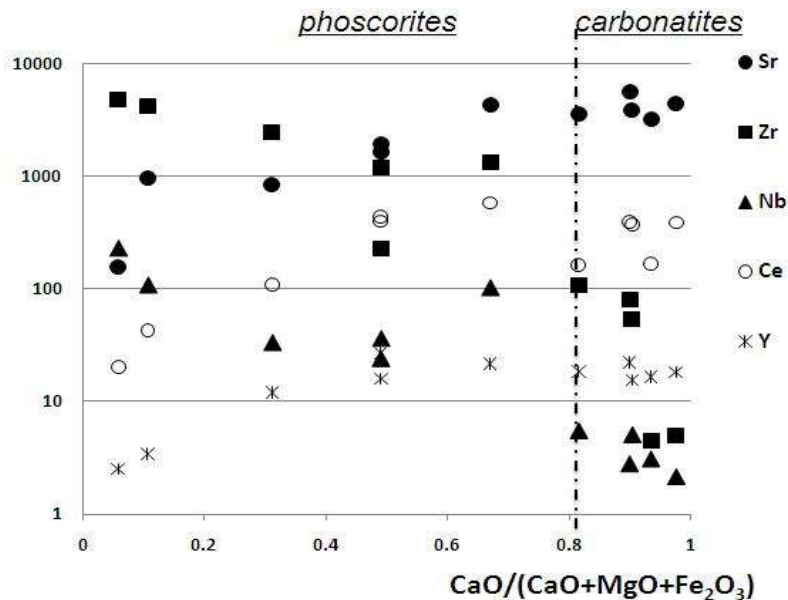 phoscorites carbonatites
10000
1000
100
10
1
0 0.2 0.4 0.6 0.8 1
CaO/(CaO+MgO+Fe₂O₃)
Sr
Zr
Nb
Ce
Y